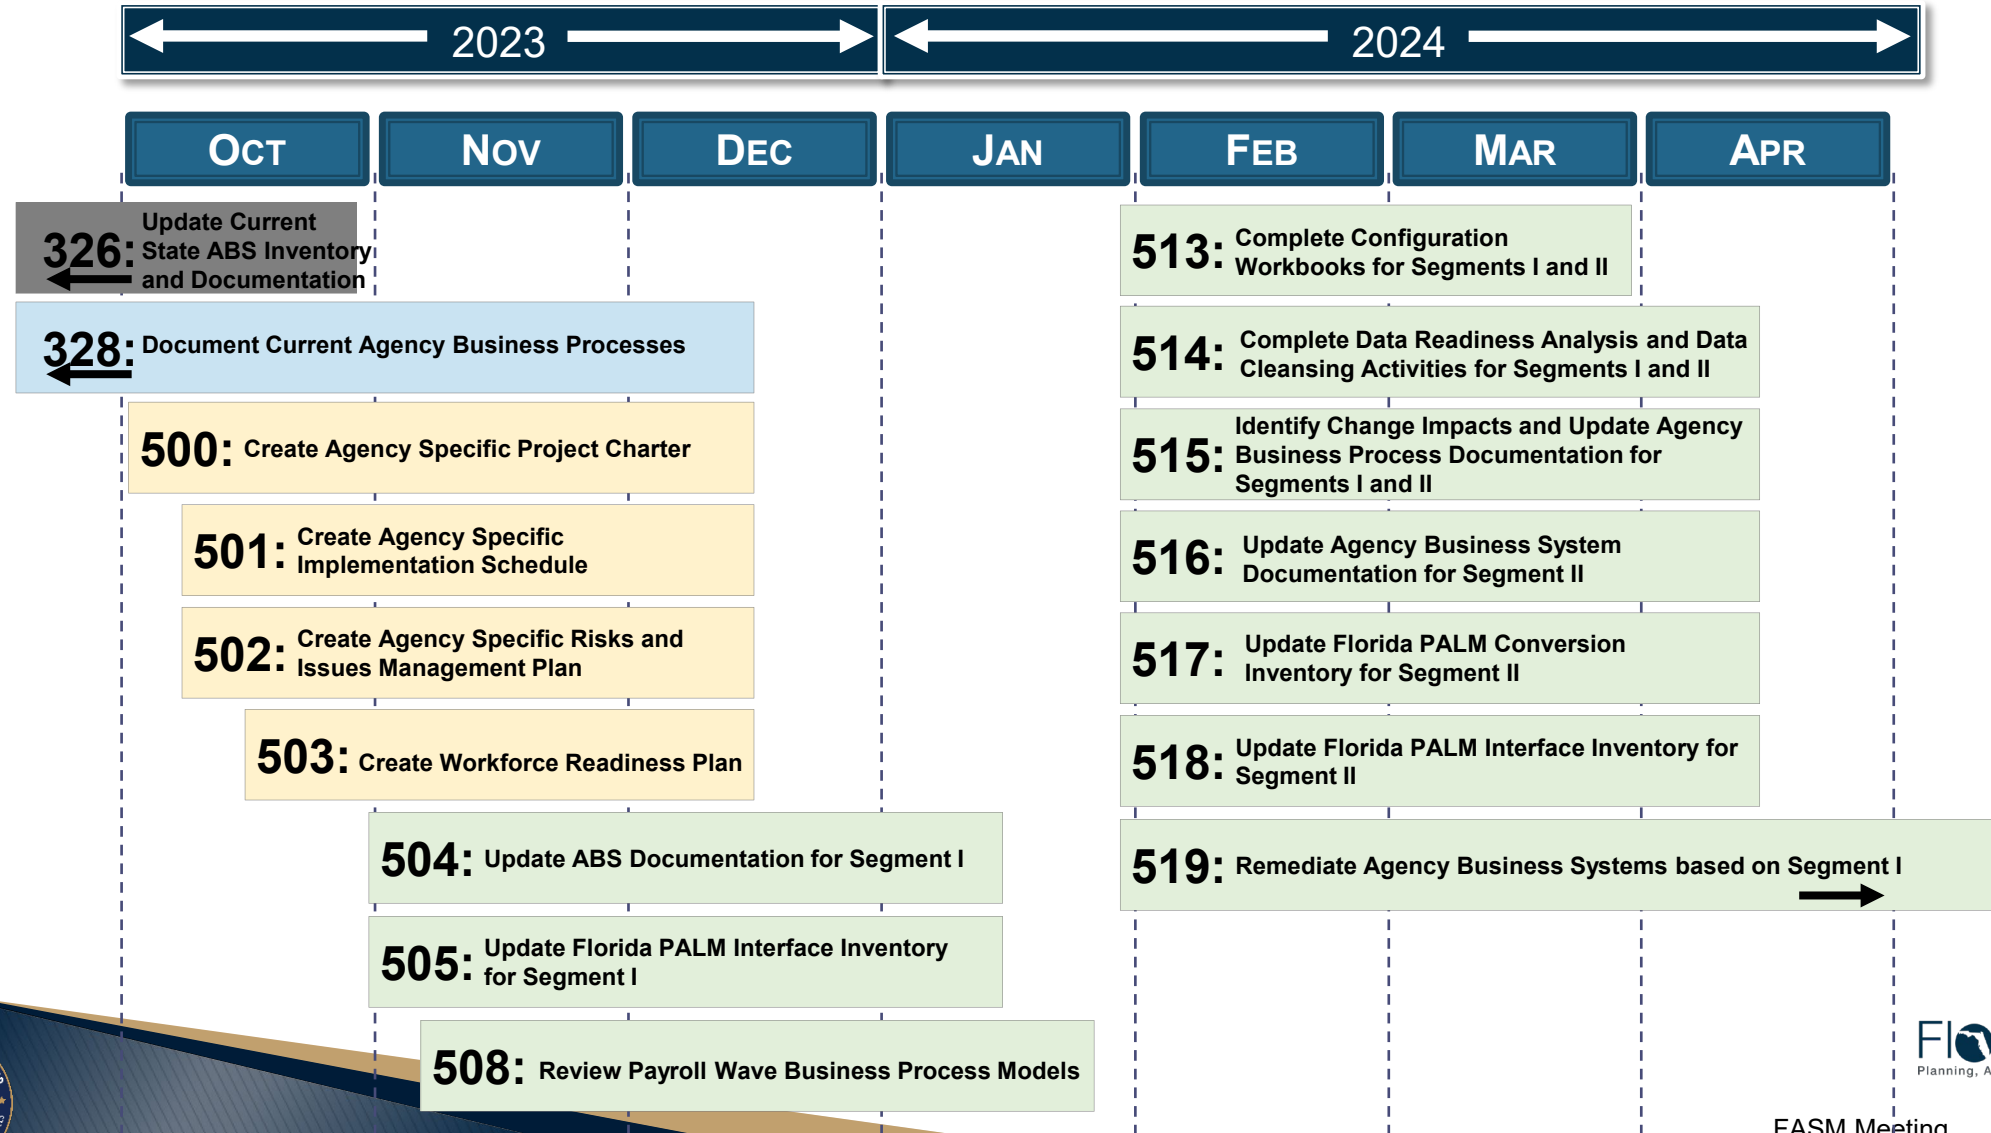 2023
2024
OCT
NOV
DEC
JAN
FEB
MAR
APR
326:
Update Current
State ABS Inventory
and Documentation
328:
Document Current Agency Business Processes
500:
Create Agency Specific Project Charter
501:
Create Agency Specific
Implementation Schedule
502:
Create Agency Specific Risks and
Issues Management Plan
503:
Create Workforce Readiness Plan
504:
Update ABS Documentation for Segment I
505:
Update Florida PALM Interface Inventory
for Segment I
508:
Review Payroll Wave Business Process Models
513:
Complete Configuration
Workbooks for Segments I and II
514:
Complete Data Readiness Analysis and Data
Cleansing Activities for Segments I and II
515:
Identify Change Impacts and Update Agency
Business Process Documentation for
Segments I and II
516:
Update Agency Business System
Documentation for Segment II
517:
Update Florida PALM Conversion
Inventory for Segment II
518:
Update Florida PALM Interface Inventory for
Segment II
519:
Remediate Agency Business Systems based on Segment I
Planning, A
Meeting